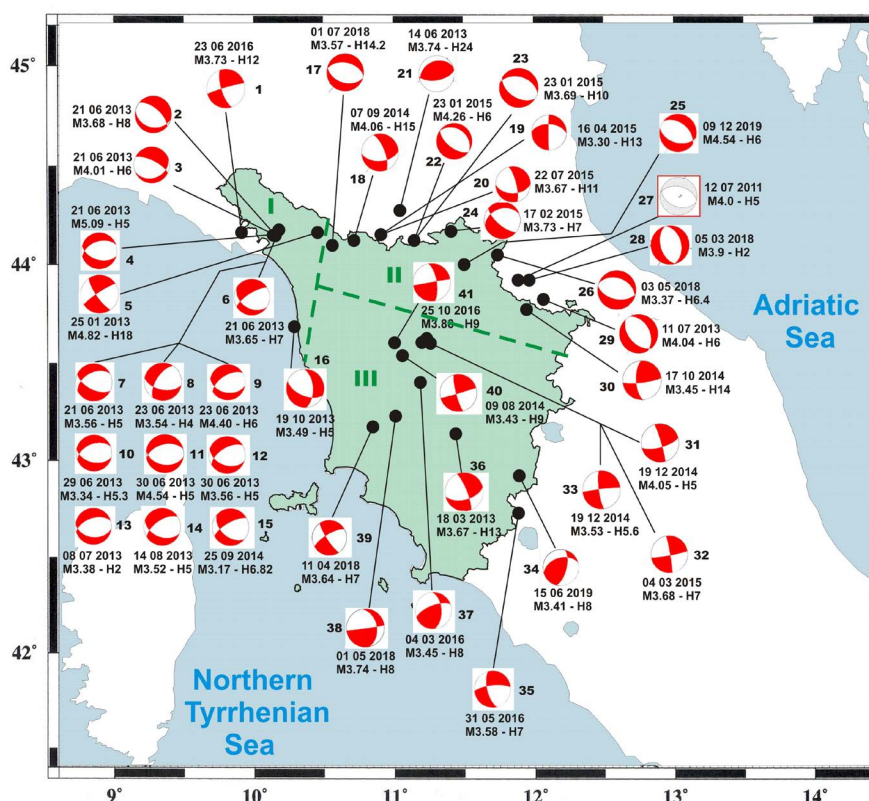 45°
44°
43°
42°
9°
10°
11°
12°
13°
14°
23 06 2016
M3.73 - H12
1
21 06 2013
M3.68 - H8
2
21 06 2013
M4.01 - H6
3
21 06 2013
M5.09 - H5
4
5
25 01 2013
M4.82 - H18
6
21 06 2013
M3.65 - H7
7
21 06 2013
M3.56 - H5
8
23 06 2013
M3.54 - H4
9
23 06 2013
M4.40 - H6
10
29 06 2013
M3.34 - H5.3
11
30 06 2013
M4.54 - H5
12
30 06 2013
M3.56 - H5
13
08 07 2013
M3.38 - H2
14
14 08 2013
M3.52 - H5
15
25 09 2014
M3.17 - H6.82
16
19 10 2013
M3.49 - H5
01 07 2018
M3.57 - H14.2
17
07 09 2014
M4.06 - H15
18
19
16 04 2015
M3.30 - H13
20
22 07 2015
M3.67 - H11
14 06 2013
M3.74 - H24
21
23 01 2015
M4.26 - H6
22
23
23 01 2015
M3.69 - H10
24
17 02 2015
M3.73 - H7
25
09 12 2019
M4.54 - H6
26
03 05 2018
M3.37 - H6.4
27
12 07 2011
M4.0 - H5
28
05 03 2018
M3.9 - H2
29
11 07 2013
M4.04 - H6
30
17 10 2014
M3.45 - H14
31
19 12 2014
M4.05 - H5
32
04 03 2015
M3.68 - H7
33
19 12 2014
M3.53 - H5.6
34
15 06 2019
M3.41 - H8
35
31 05 2016
M3.58 - H7
36
18 03 2013
M3.67 - H13
37
04 03 2016
M3.45 - H8
38
01 05 2018
M3.74 - H8
39
11 04 2018
M3.64 - H7
40
09 08 2014
M3.43 - H9
41
25 10 2016
M3.86 - H9
I
II
III
Adriatic
Sea
Northern
Tyrrhenian
Sea